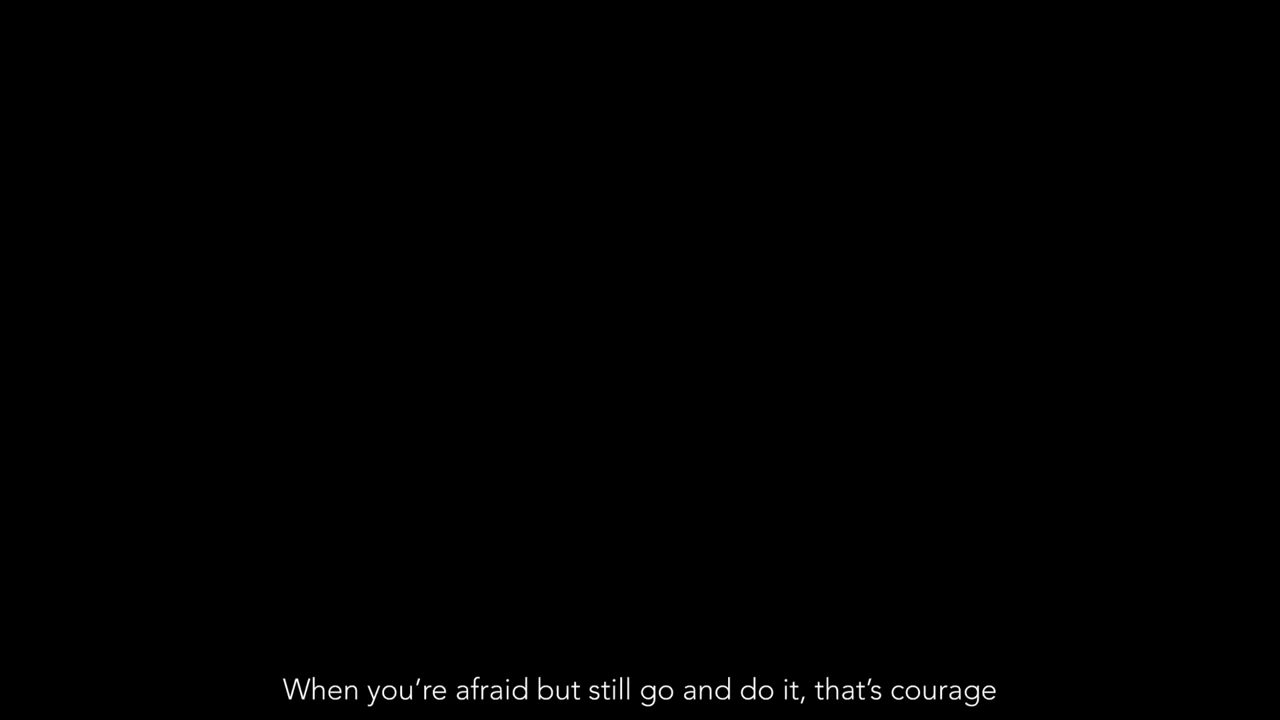 When you’re afraid but still go and do it, that’s courage